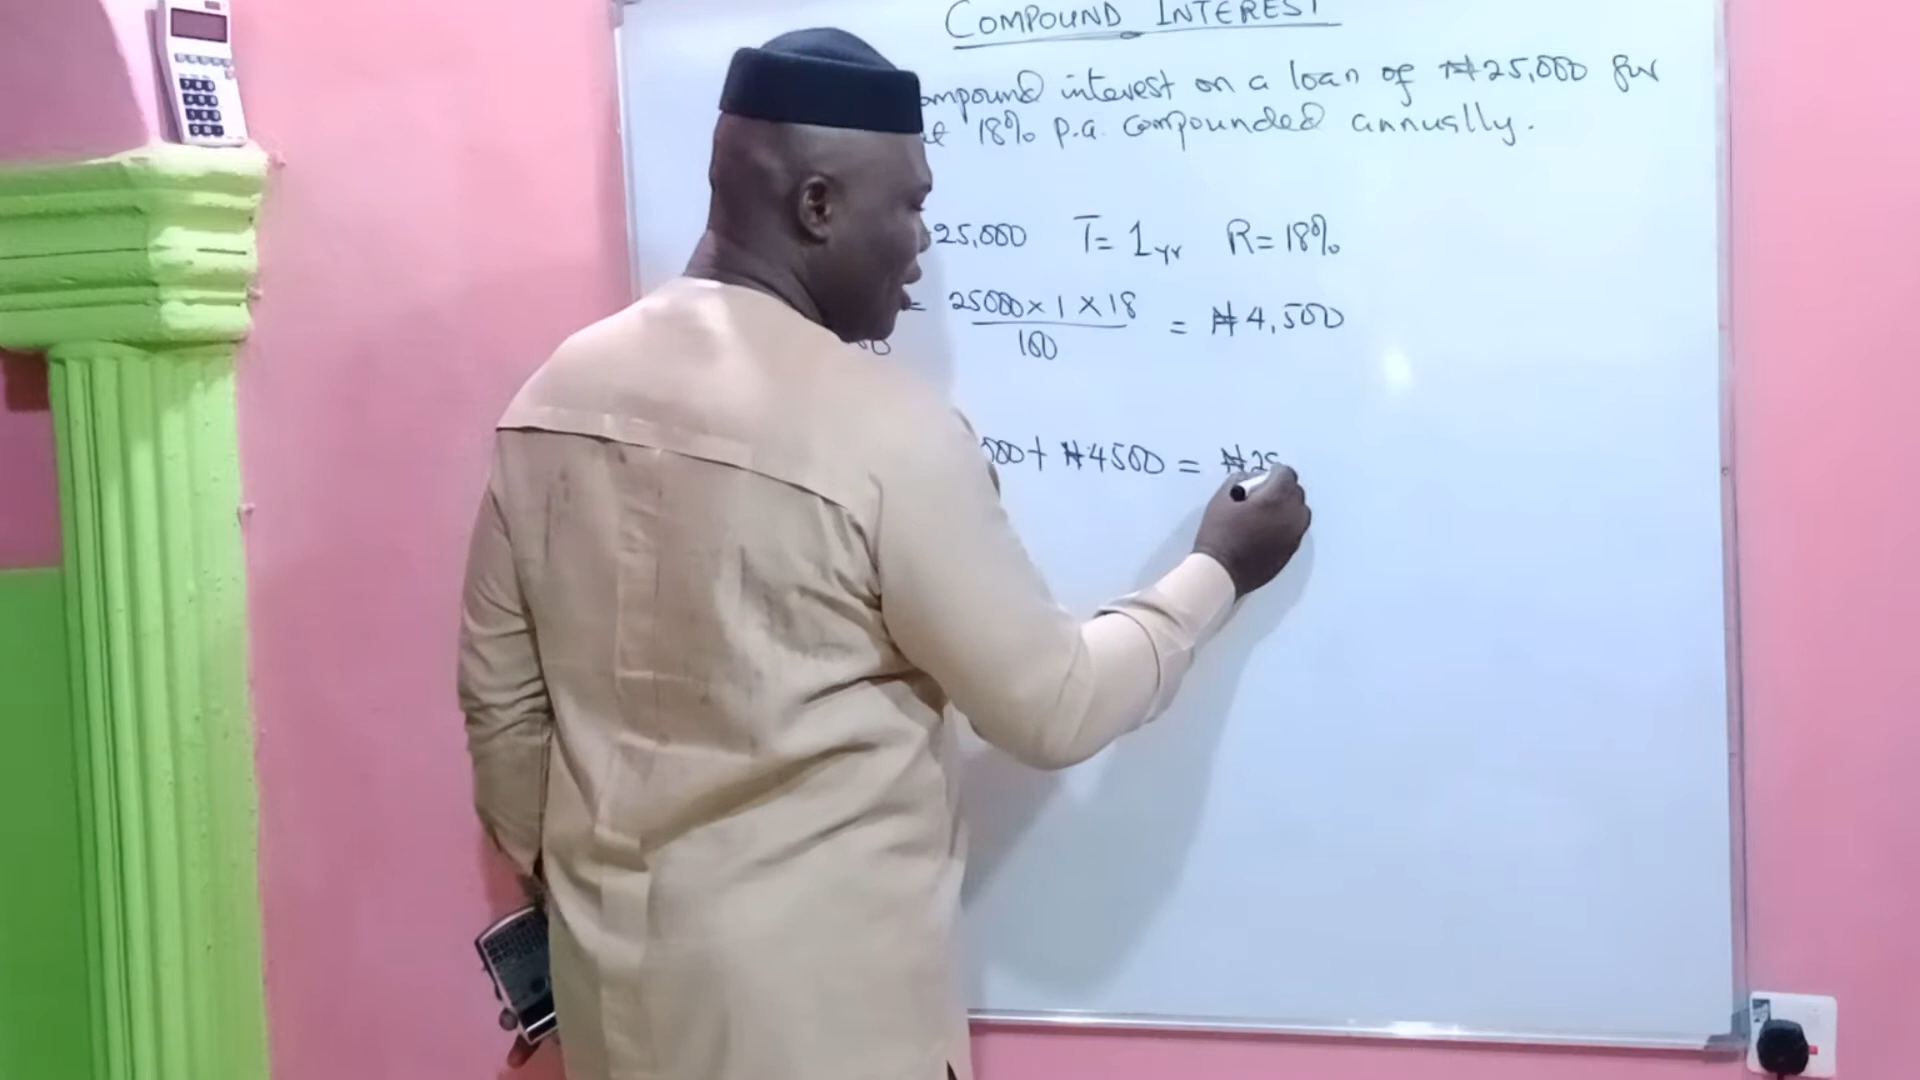 COMPOUND INTEREST
ompound interest on a loan of ₦25,000 for
18% p.a. compounded annually.
25,000 T= 1yr R= 18%
= 25000 x 1 x 18 = ₦4,500
100
000 + ₦4500 = ₦